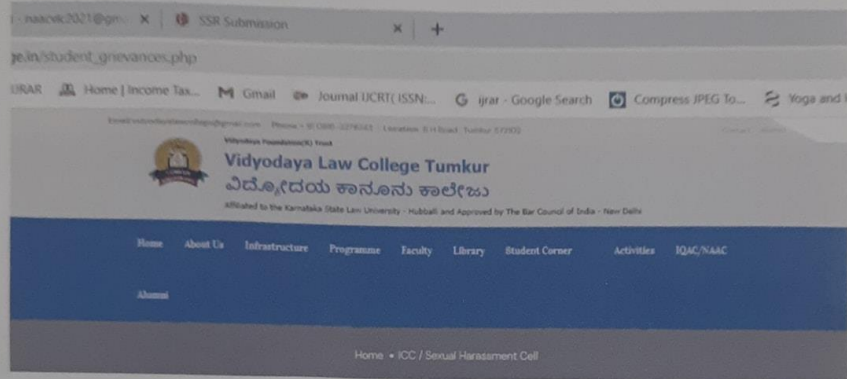 SSR Submission
/student_grievances.php
Home | Income Tax... Gmail Journal IJCRT( ISSN:... ijrar - Google Search Compress JPEG To... Yoga and
Vidyodaya Foundation(R) Trust
Vidyodaya Law College Tumkur
ವಿದ್ಯೋದಯ ಕಾನೂನು ಕಾಲೇಜು
Affiliated to the Karnataka State Law University - Hubballi and Approved by The Bar Council of India - New Delhi
Home About Us Infrastructure Programme Faculty Library Student Corner Activities IQAC/NAAC
Alumni
Home • ICC / Sexual Harassment Cell